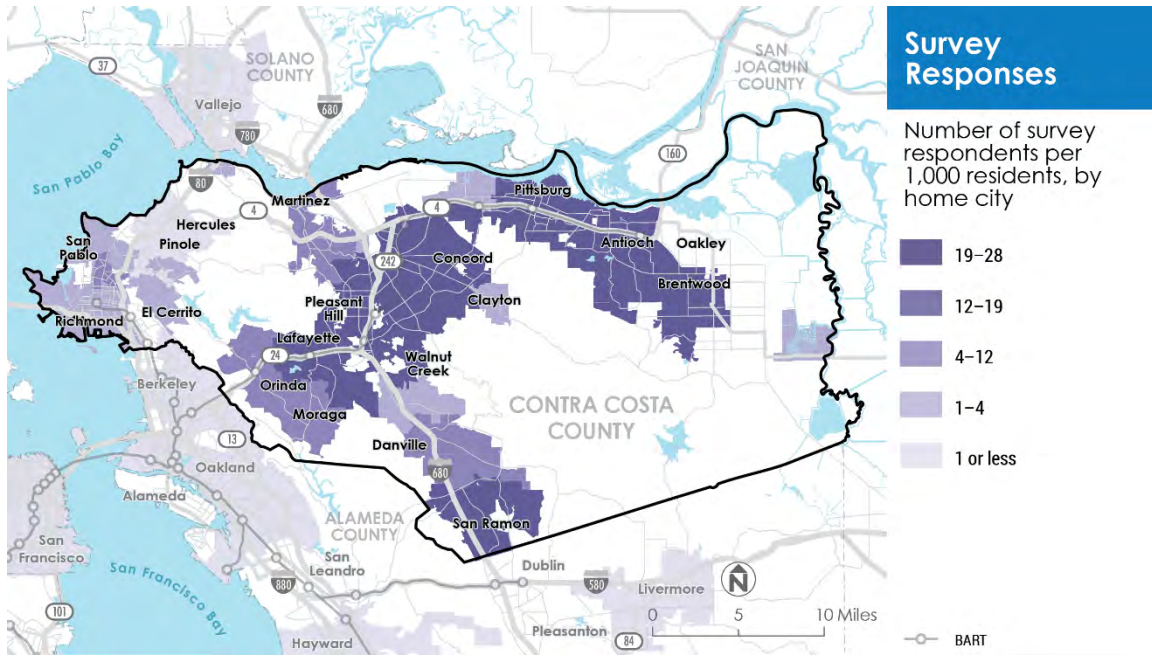 37
SOLANO
COUNTY
Vallejo
680
780
SAN
JOAQUIN
COUNTY
160
San Pablo Bay
80
4
Martinez
Hercules
Pinole
San
Pablo
Richmond
El Cerrito
4
Pittsburg
Antioch
Oakley
Brentwood
242
Concord
Clayton
Pleasant
Hill
Lafayette
24
Walnut
Creek
Orinda
Moraga
Danville
CONTRA COSTA
COUNTY
680
San Ramon
Berkeley
13
Oakland
Alameda
ALAMEDA
COUNTY
San
Francisco
San Francisco Bay
San
Leandro
880
Dublin
580
Livermore
Pleasanton
84
Hayward
101
N
0 5 10 Miles
Survey
Responses
Number of survey
respondents per
1,000 residents, by
home city
19–28
12–19
4–12
1–4
1 or less
BART